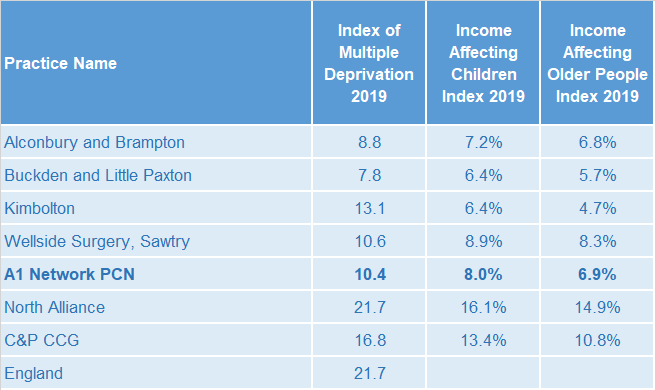 Practice Name Index of Multiple Deprivation 2019 Income Affecting Children Index 2019 Income Affecting Older People Index 2019
Alconbury and Brampton 8.8 7.2% 6.8%
Buckden and Little Paxton 7.8 6.4% 5.7%
Kimbolton 13.1 6.4% 4.7%
Wellside Surgery, Sawtry 10.6 8.9% 8.3%
A1 Network PCN 10.4 8.0% 6.9%
North Alliance 21.7 16.1% 14.9%
C&P CCG 16.8 13.4% 10.8%
England 21.7